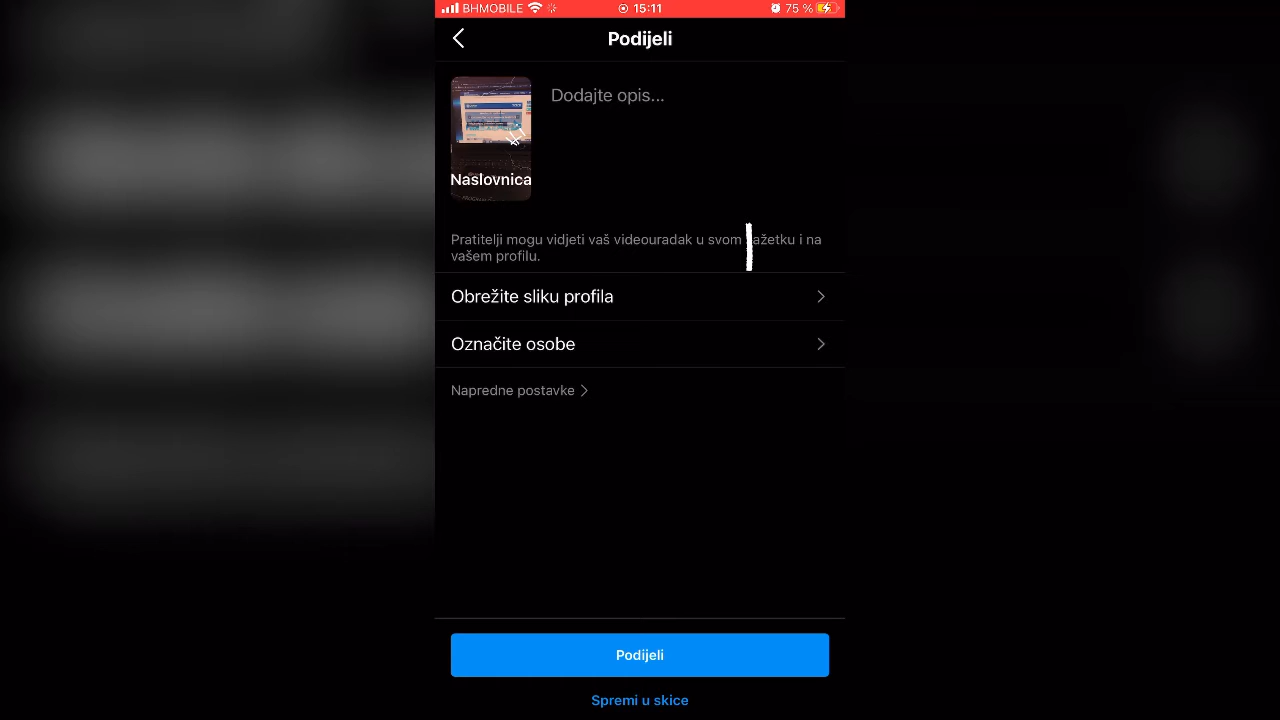 BHMOBILE 15:11 75 %
Podijeli
Dodajte opis...
Naslovnica
Pratitelji mogu vidjeti vaš videouradak u svom i na
vašem profilu.
Obrežite sliku profila
Označite osobe
Napredne postavke
Podijeli
Spremi u skice